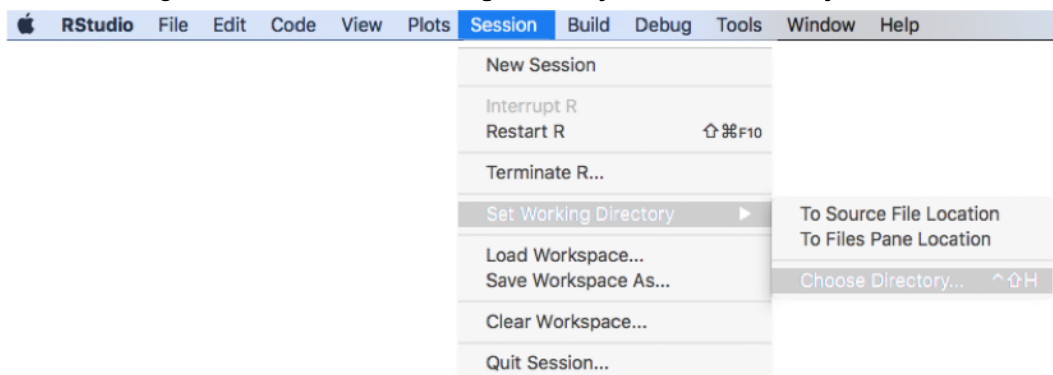 RStudio File Edit Code View Plots Session Build Debug Tools Window Help
New Session
Interrupt R
Restart R ⇧⌘F10
Terminate R...
Set Working Directory ▶
To Source File Location
To Files Pane Location
Choose Directory... ^⇧H
Load Workspace...
Save Workspace As...
Clear Workspace...
Quit Session...